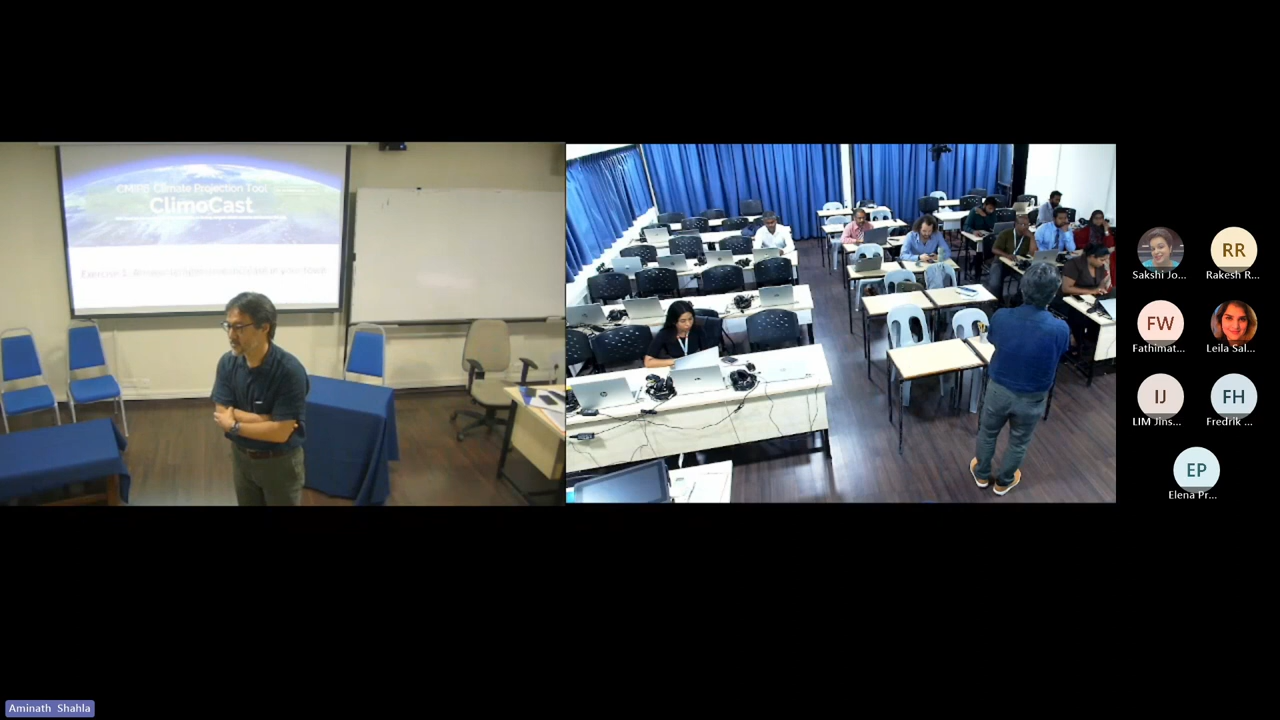 CMIP6 Climate Projection Tool
ClimoCast
Sakshi Jo...
RR
Rakesh R...
FW
Fathimat...
Leila Sal...
IJ
LIM Jins...
FH
Fredrik ...
EP
Elena Pr...
hp
Aminath Shahla